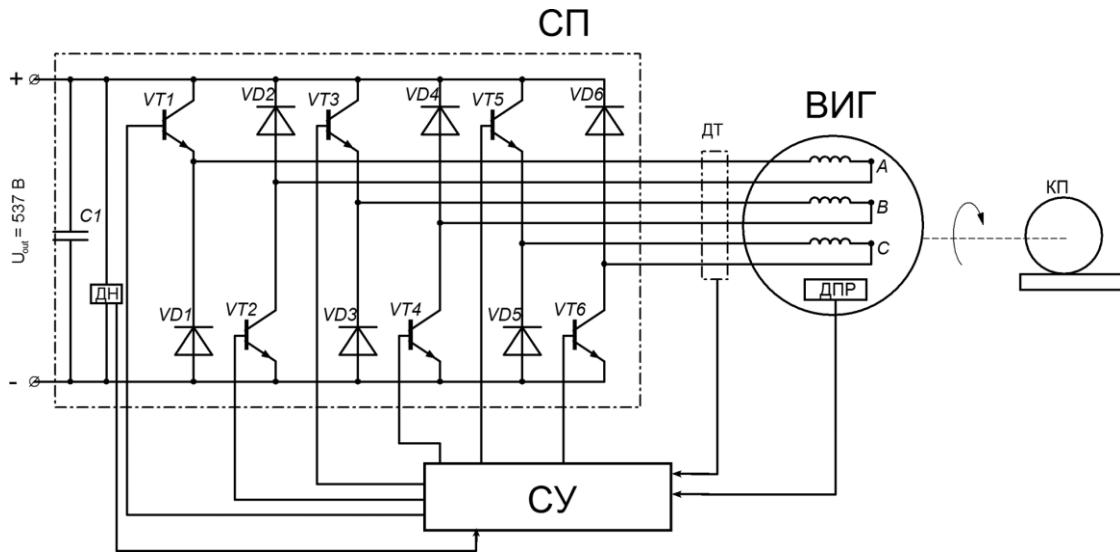 СП
+
VT1
VD2
VT3
VD4
VT5
VD6
ВИГ
ДТ
A
B
C
КП
U_out = 537 В
C1
ДН
ДПР
VD1
VT2
VD3
VT4
VD5
VT6
-
СУ